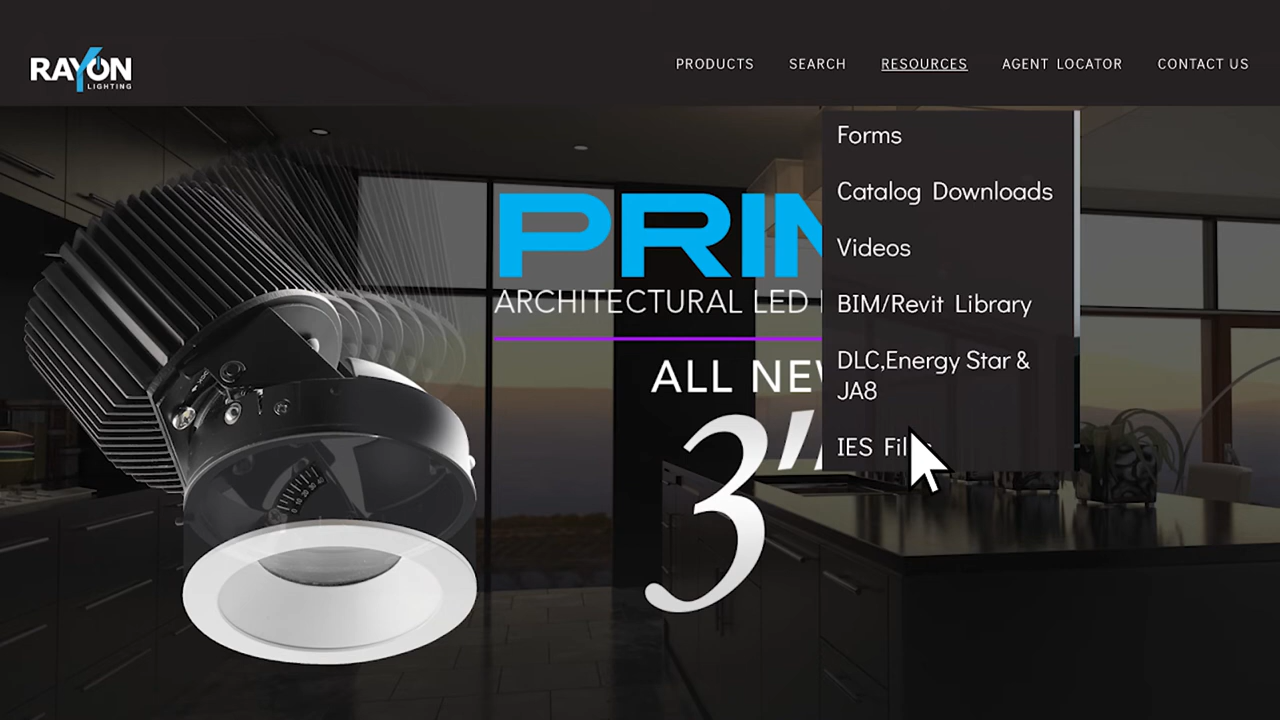 RAYON
LIGHTING
PRODUCTS
SEARCH
RESOURCES
AGENT LOCATOR
CONTACT US
Forms
Catalog Downloads
Videos
BIM/Revit Library
DLC,Energy Star &
JA8
IES
ARCHITECTURAL LED
ALL
3"